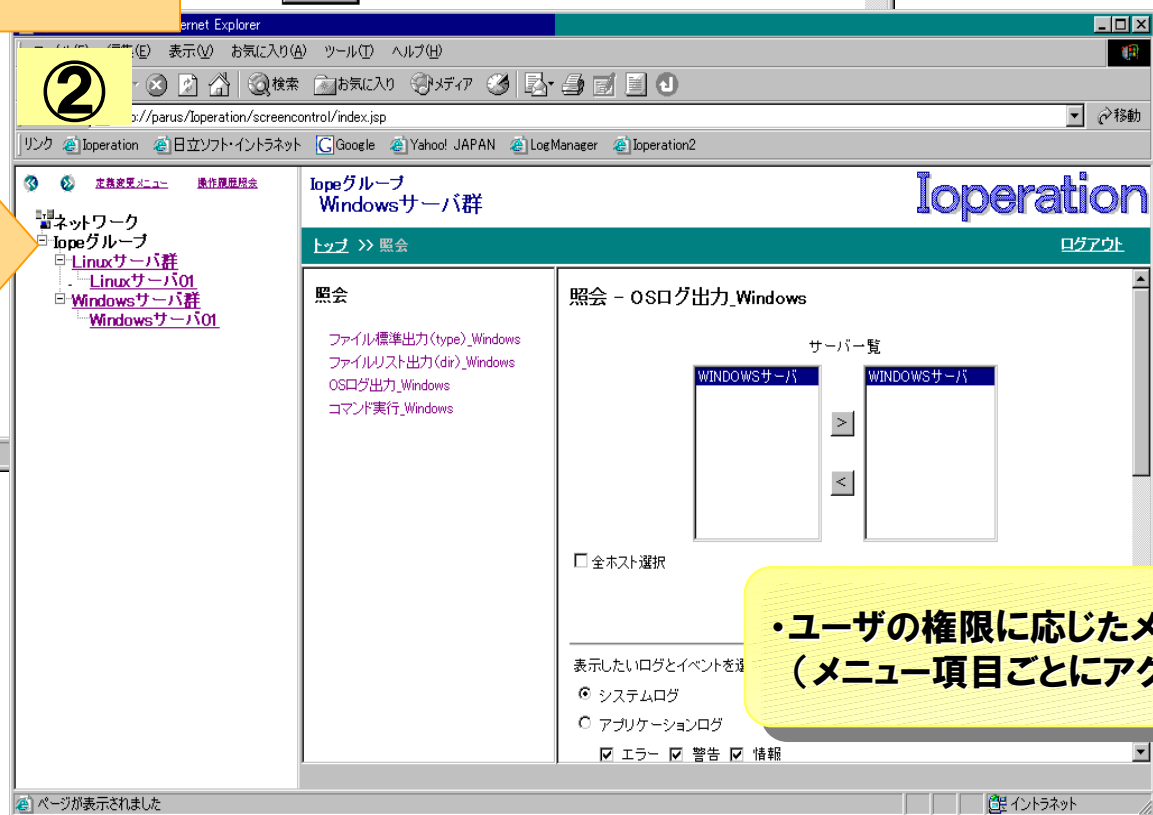 ernet Explorer
(E) 表示(V) お気に入り(A) ツール(T) ヘルプ(H)
②
検索 お気に入り メディア
://parus/Ioperation/screencontrol/index.jsp
移動
リンク Ioperation 日立ソフト・イントラネット Google Yahoo! JAPAN LogManager Ioperation2
定義変更メニュー 操作履歴照会
ネットワーク
Iopeグループ
Linuxサーバ群
Linuxサーバ01
Windowsサーバ群
Windowsサーバ01
Iopeグループ
Windowsサーバ群
Ioperation
トップ >> 照会
ログアウト
照会
ファイル標準出力(type)_Windows
ファイルリスト出力(dir)_Windows
OSログ出力_Windows
コマンド実行_Windows
照会 - OSログ出力_Windows
サーバ一覧
WINDOWSサーバ WINDOWSサーバ
>
<
全ホスト選択
表示したいログとイベントを
システムログ
アプリケーションログ
エラー 警告 情報
・ユーザの権限に応じたメ
(メニュー項目ごとにアク
ページが表示されました
イントラネット